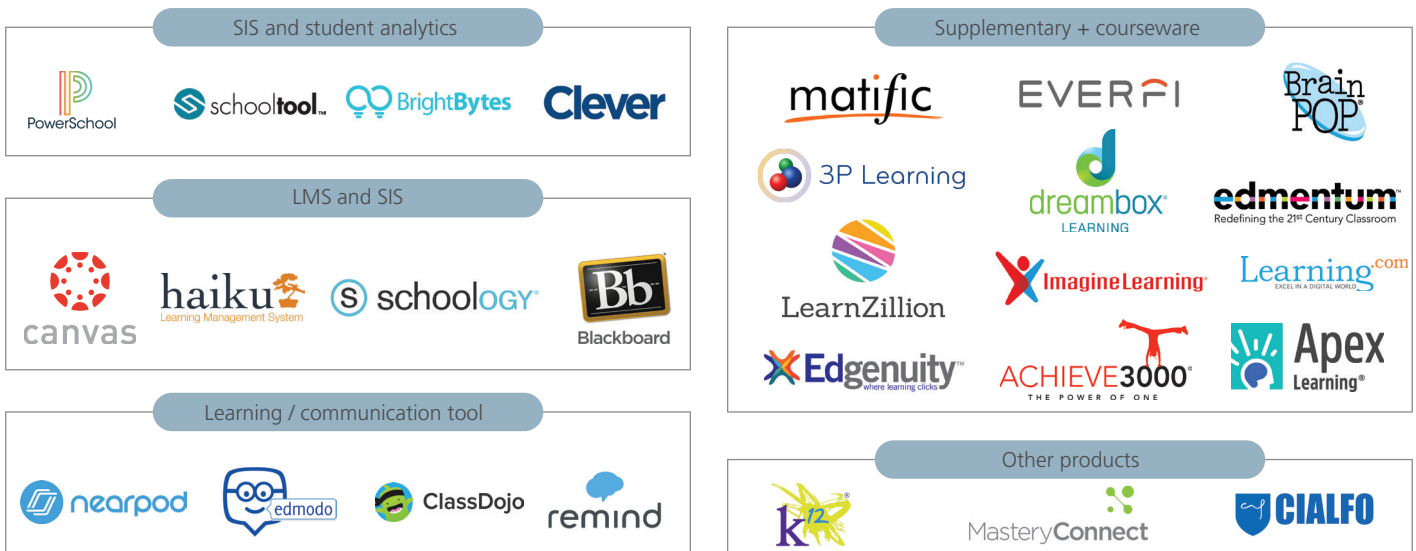 SIS and student analytics
PowerSchool
schooltool™
BrightBytes
Clever
LMS and SIS
canvas
haiku
Learning Management System
S schoology®
Bb
Blackboard
Learning / communication tool
nearpod
edmodo
ClassDojo
remind
Supplementary + courseware
matific
EVERFI
Brain
POP®
3P Learning
dreambox®
LEARNING
edmentum™
Redefining the 21st Century Classroom
LearnZillion
ImagineLearning®
Learning.com
EXCEL IN A DIGITAL WORLD
Edgenuity™
where learning clicks
ACHIEVE3000®
THE POWER OF ONE
Apex
Learning®
Other products
k12®
MasteryConnect
CIALFO